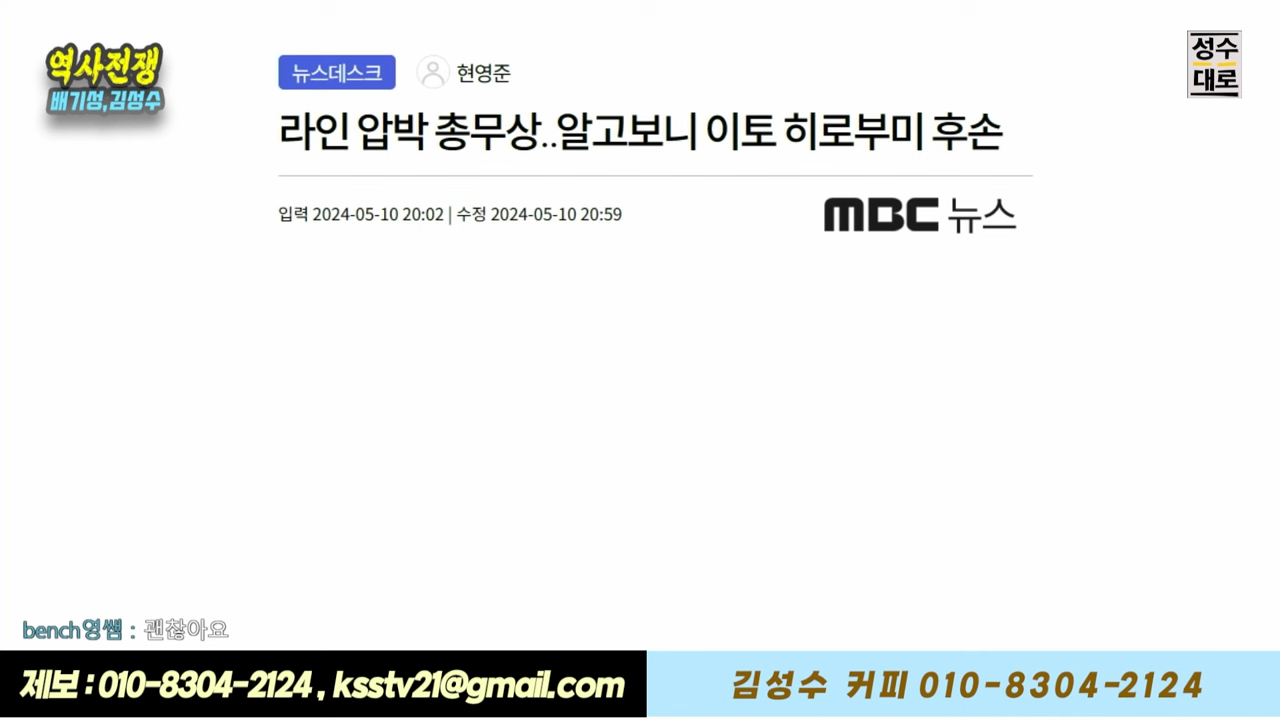 역사전쟁
배기성,김성수
뉴스데스크 현영준
성수
대로
라인 압박 총무상..알고보니 이토 히로부미 후손
입력 2024-05-10 20:02 | 수정 2024-05-10 20:59
MBC 뉴스
bench영쌤 : 괜찮아요
제보 : 010-8304-2124 , ksstv21@gmail.com
김성수 커피 010-8304-2124